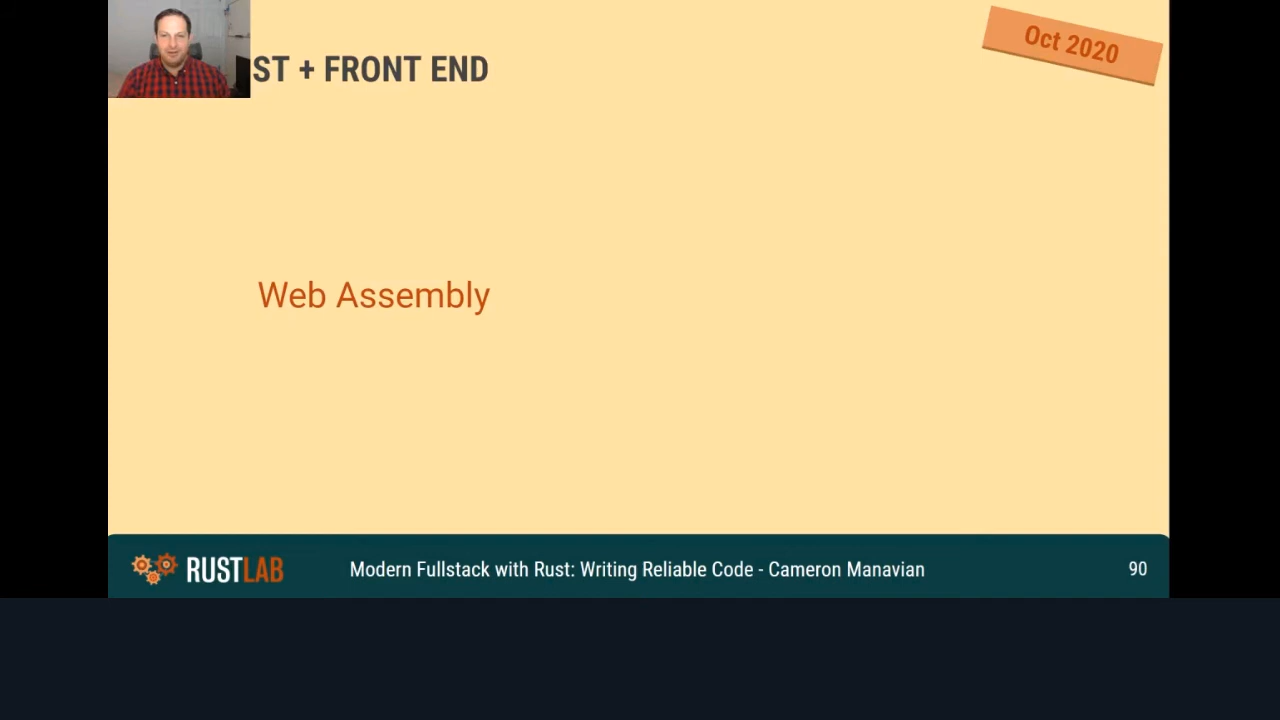 ST + FRONT END
Oct 2020
Web Assembly
RUSTLAB
Modern Fullstack with Rust: Writing Reliable Code - Cameron Manavian
90